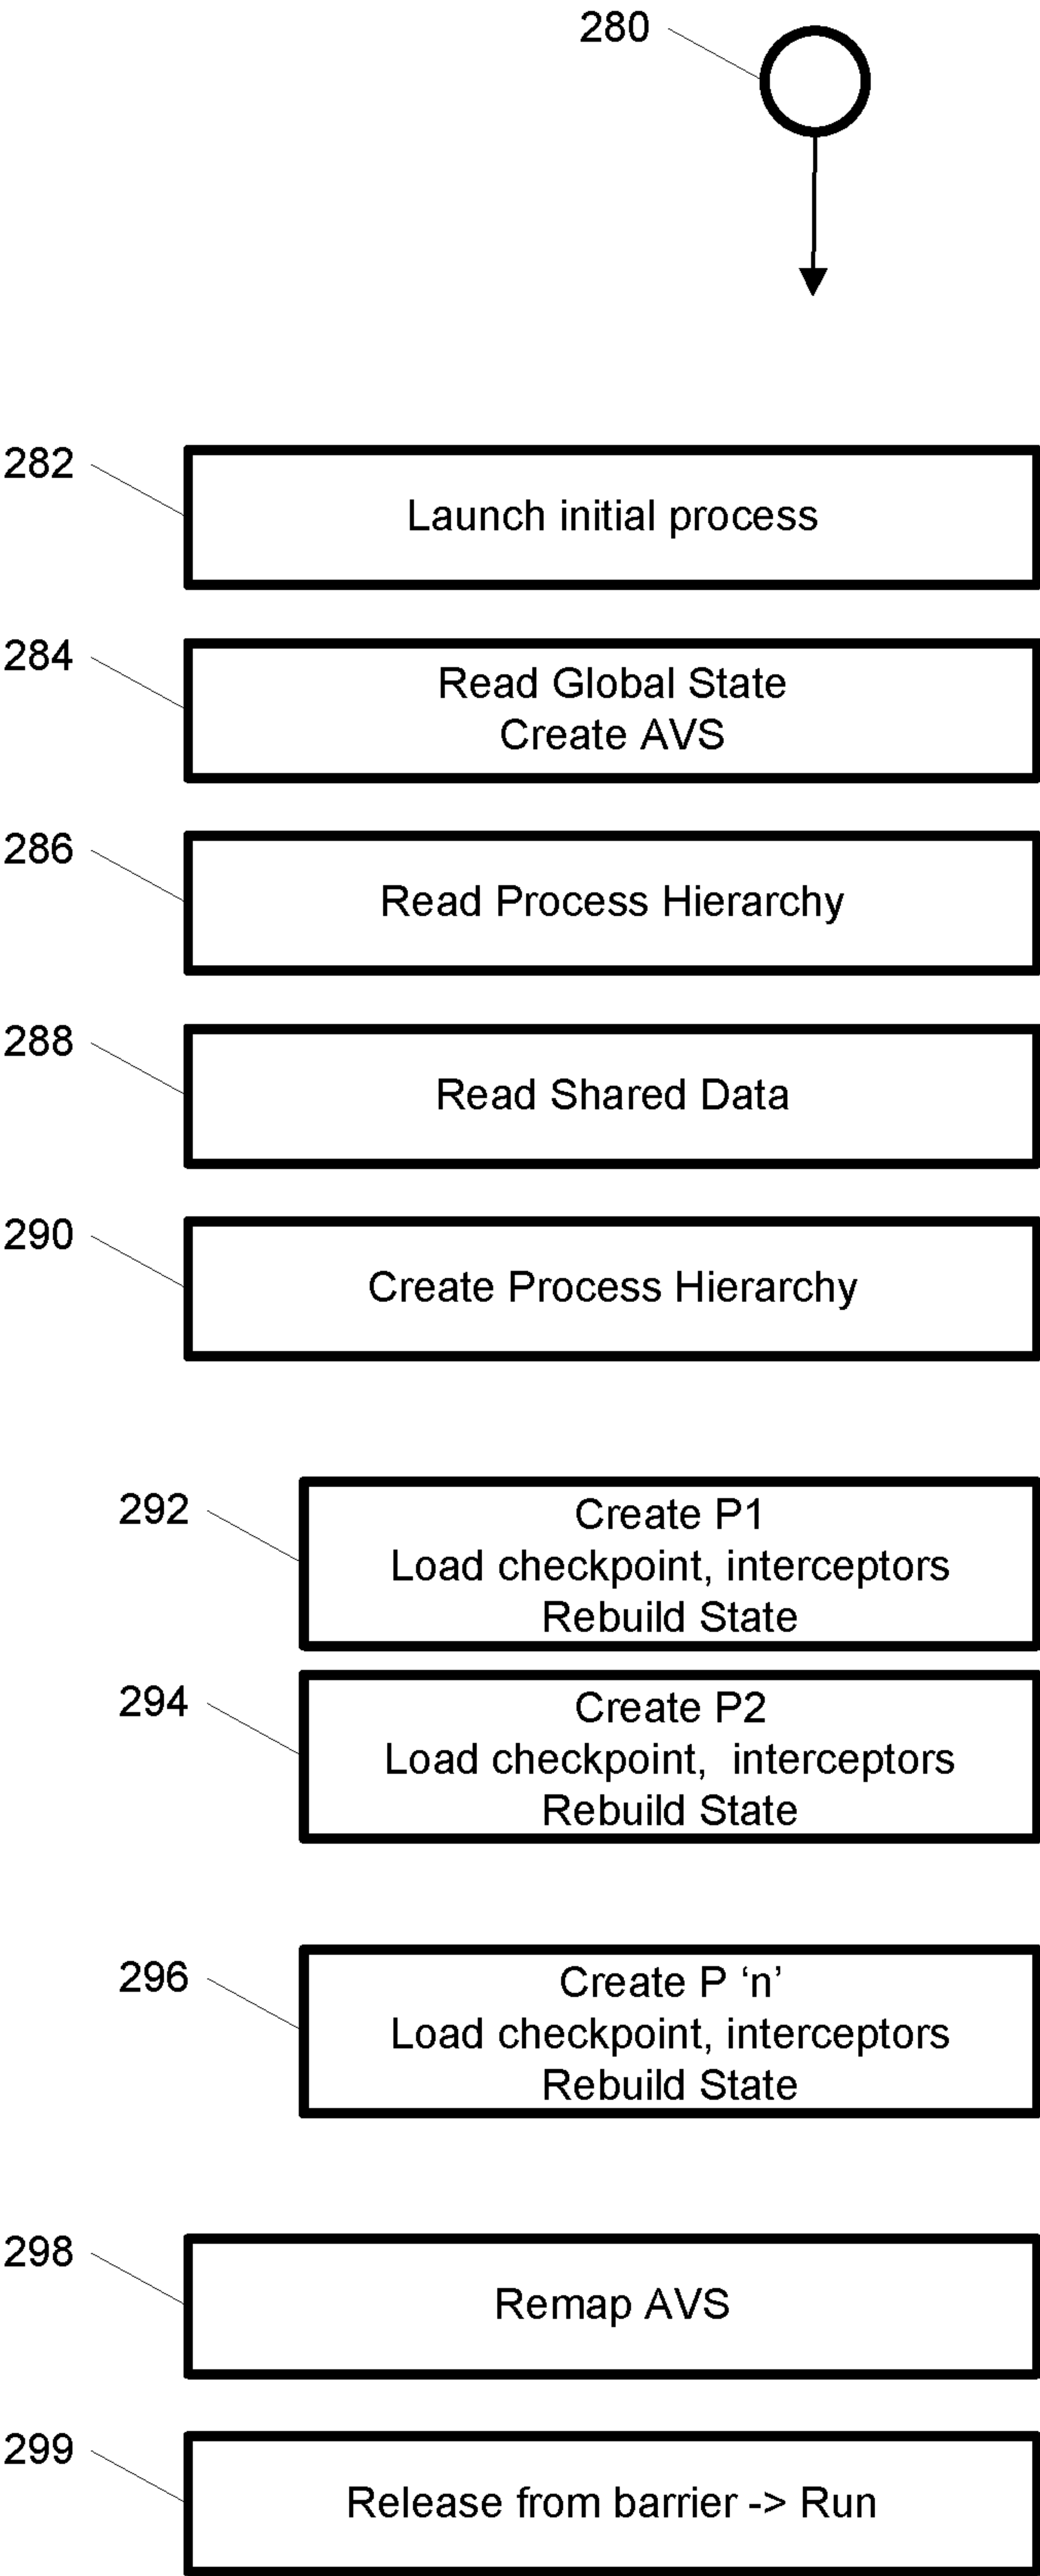 280
282
Launch initial process
284
Read Global State
Create AVS
286
Read Process Hierarchy
288
Read Shared Data
290
Create Process Hierarchy
292
Create P1
Load checkpoint, interceptors
Rebuild State
294
Create P2
Load checkpoint,  interceptors
Rebuild State
296
Create P ‘n’
Load checkpoint, interceptors
Rebuild State
298
Remap AVS
299
Release from barrier -> Run